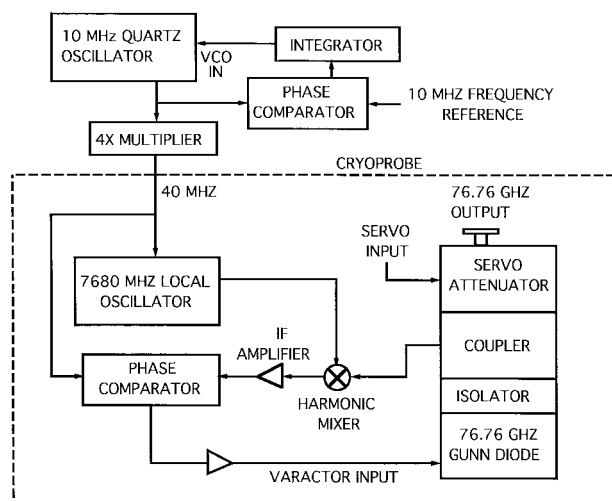 10 MHz QUARTZ
OSCILLATOR
VCO
IN
INTEGRATOR
PHASE
COMPARATOR
10 MHZ FREQUENCY
REFERENCE
4X MULTIPLIER
CRYOPROBE
40 MHZ
76.76 GHZ
OUTPUT
SERVO
INPUT
SERVO
ATTENUATOR
7680 MHZ LOCAL
OSCILLATOR
IF
AMPLIFIER
COUPLER
PHASE
COMPARATOR
HARMONIC
MIXER
ISOLATOR
76.76 GHZ
GUNN DIODE
VARACTOR INPUT